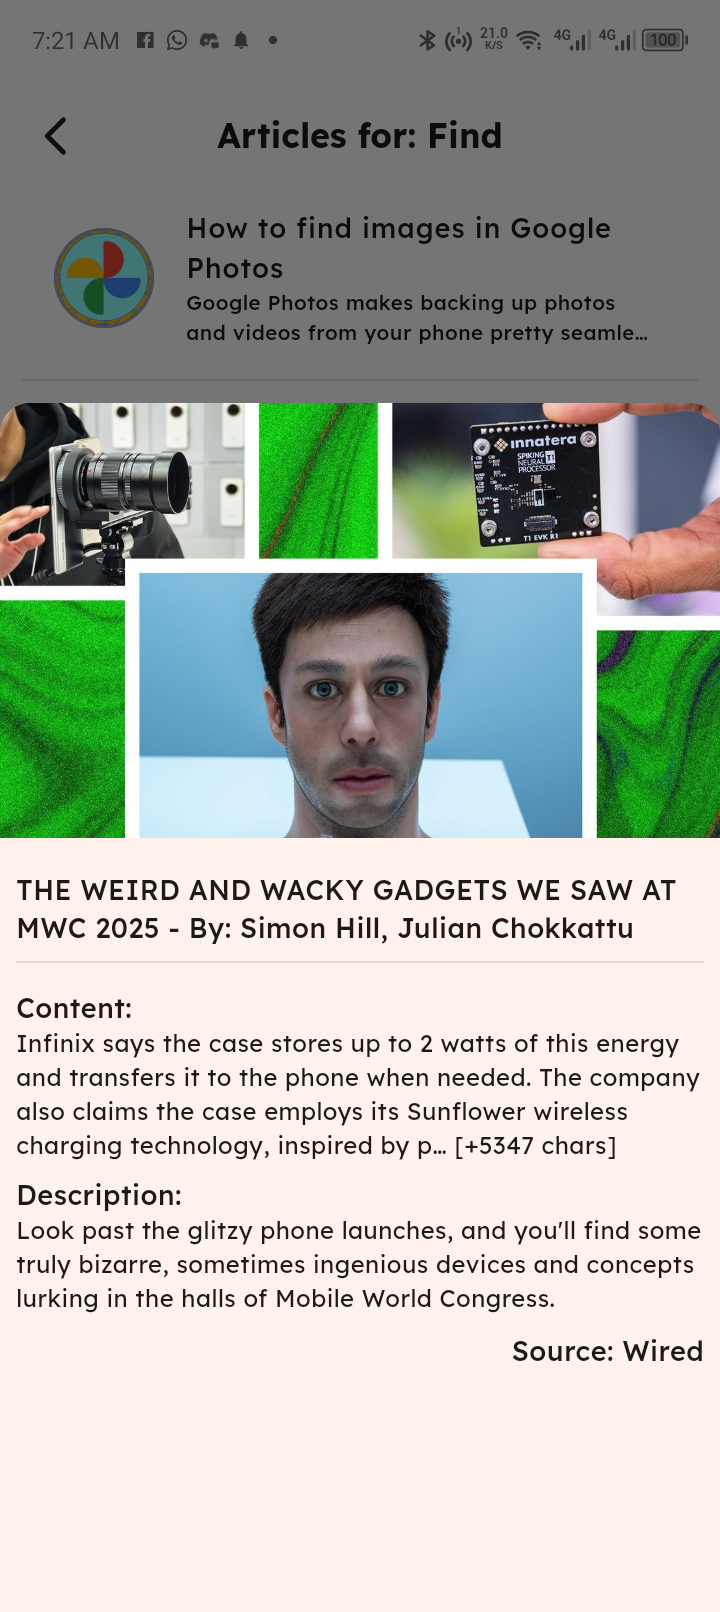 7:21 AM
21.0
K/S
4G
4G
100
Articles for: Find
How to find images in Google
Photos
Google Photos makes backing up photos
and videos from your phone pretty seamle...
innatera
SPIKING
NEURAL T1
PROCESSOR
T1
T1 EVK R1
THE WEIRD AND WACKY GADGETS WE SAW AT
MWC 2025 - By: Simon Hill, Julian Chokkattu
Content:
Infinix says the case stores up to 2 watts of this energy
and transfers it to the phone when needed. The company
also claims the case employs its Sunflower wireless
charging technology, inspired by p… [+5347 chars]
Description:
Look past the glitzy phone launches, and you'll find some
truly bizarre, sometimes ingenious devices and concepts
lurking in the halls of Mobile World Congress.
Source: Wired